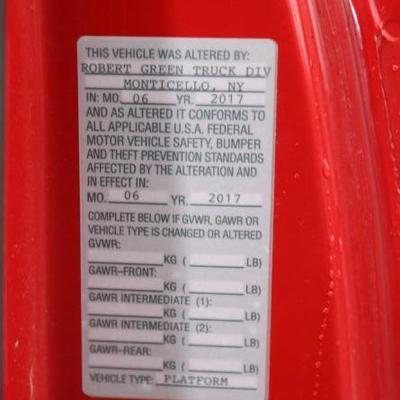 THIS VEHICLE WAS ALTERED BY:
ROBERT GREEN TRUCK DIV
MONTICELLO, NY
IN: MO. 06 YR. 2017
AND AS ALTERED IT CONFORMS TO
ALL APPLICABLE U.S.A. FEDERAL
MOTOR VEHICLE SAFETY, BUMPER
AND THEFT PREVENTION STANDARDS
AFFECTED BY THE ALTERATION AND
IN EFFECT IN:
MO. 06 YR. 2017
COMPLETE BELOW IF GVWR, GAWR OR
VEHICLE TYPE IS CHANGED OR ALTERED
GVWR:
KG ( LB)
GAWR–FRONT:
KG ( LB)
GAWR INTERMEDIATE (1):
KG ( LB)
GAWR INTERMEDIATE (2):
KG ( LB)
GAWR–REAR:
KG ( LB)
VEHICLE TYPE: PLATFORM